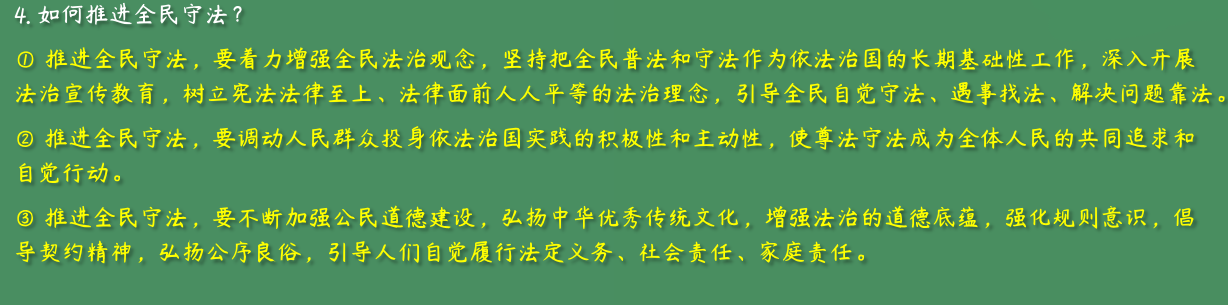 4. 如何推进全民守法？
① 推进全民守法，要着力增强全民法治观念，坚持把全民普法和守法作为依法治国的长期基础性工作，深入开展
法治宣传教育，树立宪法法律至上、法律面前人人平等的法治理念，引导全民自觉守法、遇事找法、解决问题靠法。
② 推进全民守法，要调动人民群众投身依法治国实践的积极性和主动性，使尊法守法成为全体人民的共同追求和
自觉行动。
③ 推进全民守法，要不断加强公民道德建设，弘扬中华优秀传统文化，增强法治的道德底蕴，强化规则意识，倡
导契约精神，弘扬公序良俗，引导人们自觉履行法定义务、社会责任、家庭责任。